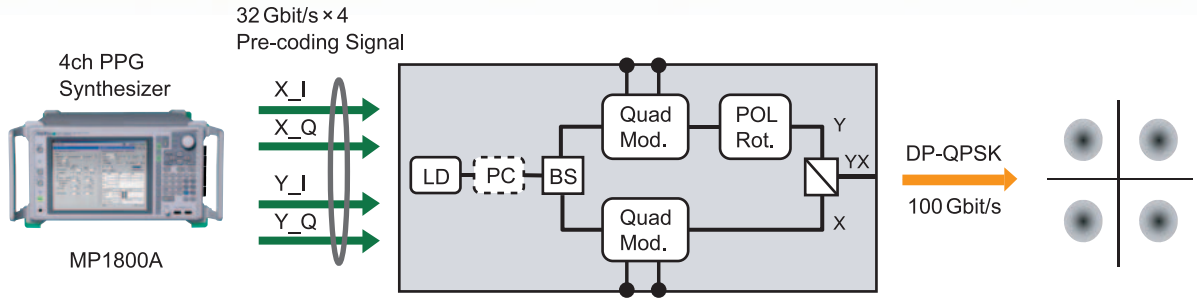 32 Gbit/s × 4
Pre-coding Signal
4ch PPG
Synthesizer
X_I
X_Q
Y_I
Y_Q
MP1800A
LD
PC
BS
Quad
Mod.
POL
Rot.
Y
YX
X
Quad
Mod.
DP-QPSK
100 Gbit/s